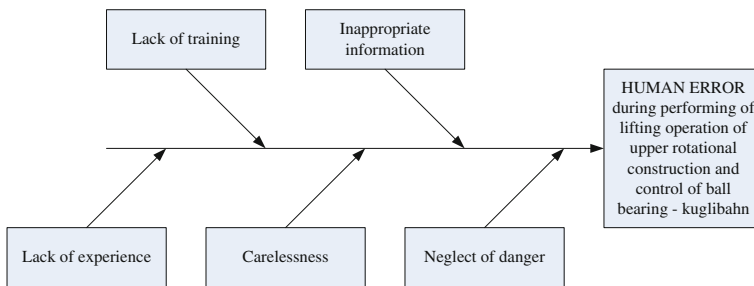 Lack of training
Inappropriate
information
HUMAN ERROR
during performing of
lifting operation of
upper rotational
construction and
control of ball
bearing - kuglibahn
Lack of experience
Carelessness
Neglect of danger